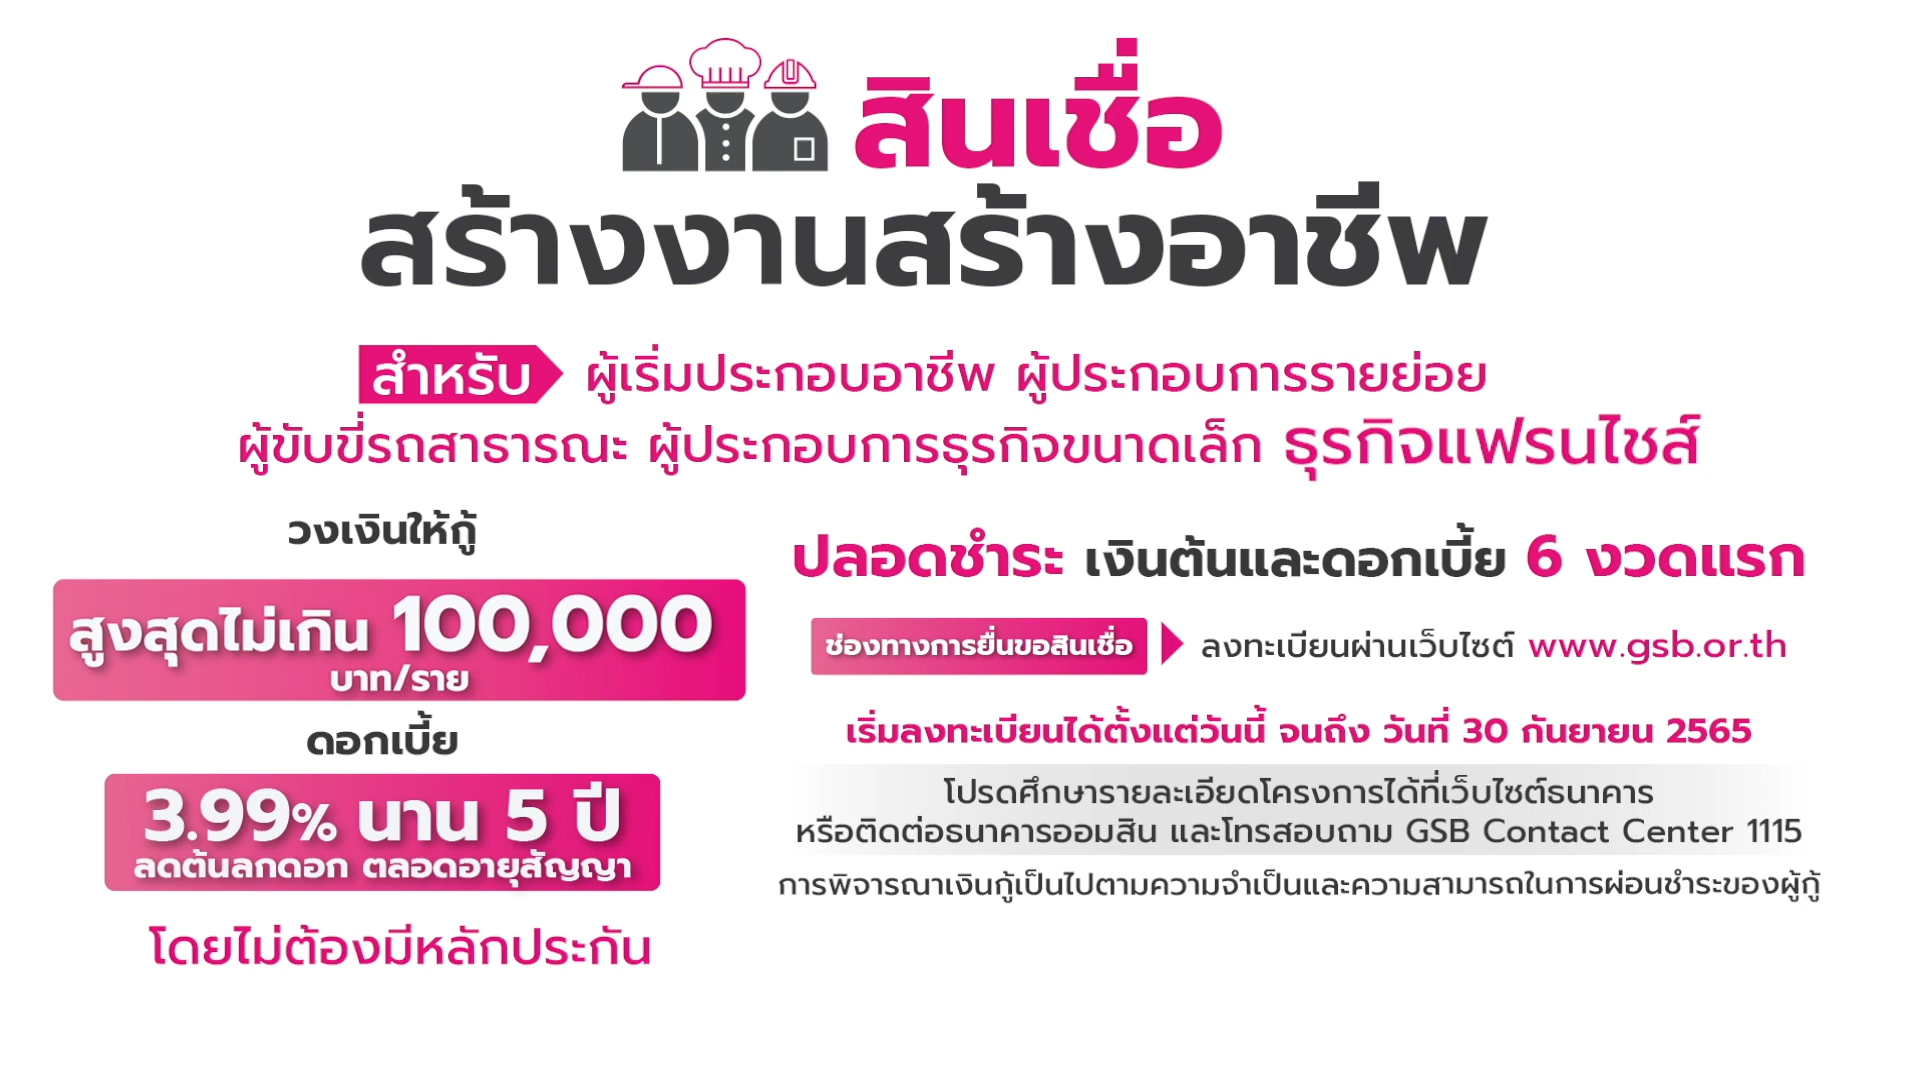 สินเชื่อ
สร้างงานสร้างอาชีพ
สำหรับ ผู้เริ่มประกอบอาชีพ ผู้ประกอบการรายย่อย
ผู้ขับขี่รถสาธารณะ ผู้ประกอบการธุรกิจขนาดเล็ก ธุรกิจแฟรนไชส์
วงเงินให้กู้
สูงสุดไม่เกิน 100,000
บาท/ราย
ดอกเบี้ย
3.99% นาน 5 ปี
ลดต้นลดดอก ตลอดอายุสัญญา
โดยไม่ต้องมีหลักประกัน
ปลอดชำระ เงินต้นและดอกเบี้ย 6 งวดแรก
ช่องทางการยื่นขอสินเชื่อ ลงทะเบียนผ่านเว็บไซต์ www.gsb.or.th
เริ่มลงทะเบียนได้ตั้งแต่วันนี้ จนถึง วันที่ 30 กันยายน 2565
โปรดศึกษารายละเอียดโครงการได้ที่เว็บไซต์ธนาคาร
หรือติดต่อธนาคารออมสิน และโทรสอบถาม GSB Contact Center 1115
การพิจารณาเงินกู้เป็นไปตามความจำเป็นและความสามารถในการผ่อนชำระของผู้กู้